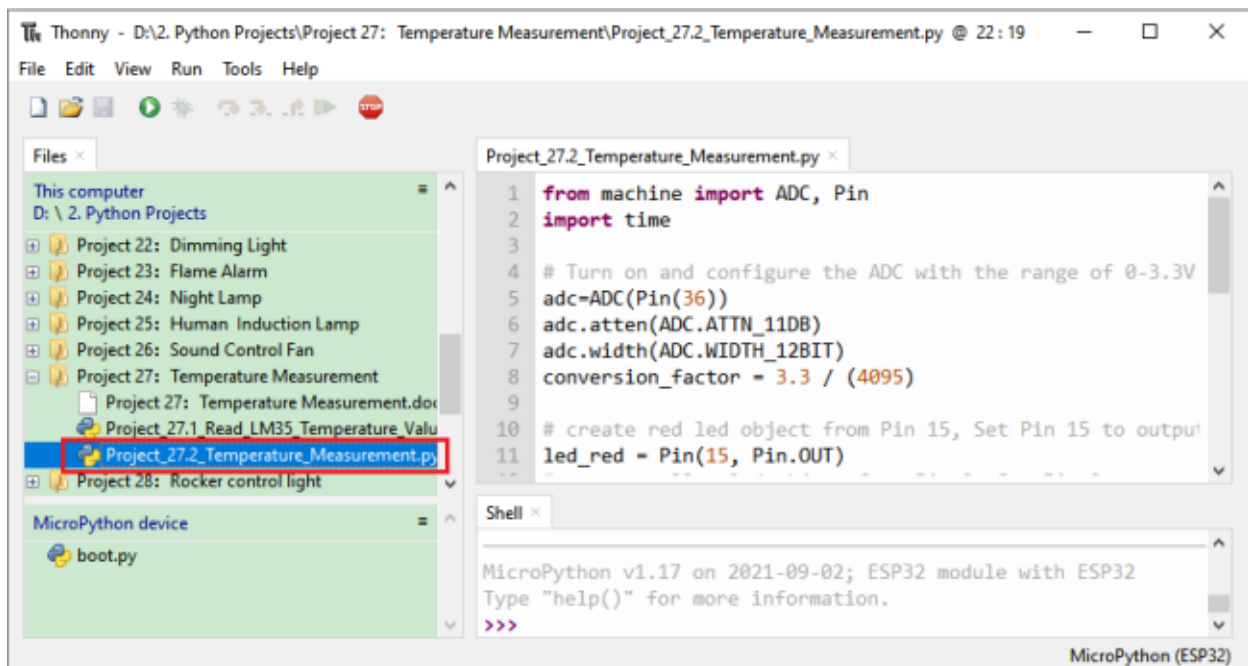 Thonny - D:\2. Python Projects\Project 27: Temperature Measurement\Project_27.2_Temperature_Measurement.py @ 22:19
File Edit View Run Tools Help
STOP
Files
This computer
D: \ 2. Python Projects
Project 22: Dimming Light
Project 23: Flame Alarm
Project 24: Night Lamp
Project 25: Human Induction Lamp
Project 26: Sound Control Fan
Project 27: Temperature Measurement
Project 27: Temperature Measurement.doc
Project_27.1_Read_LM35_Temperature_Valu
Project_27.2_Temperature_Measurement.py
Project 28: Rocker control light
MicroPython device
boot.py
Project_27.2_Temperature_Measurement.py
1 from machine import ADC, Pin
2 import time
3
4 # Turn on and configure the ADC with the range of 0-3.3V
5 adc=ADC(Pin(36))
6 adc.atten(ADC.ATTN_11DB)
7 adc.width(ADC.WIDTH_12BIT)
8 conversion_factor = 3.3 / (4095)
9
10 # create red led object from Pin 15, Set Pin 15 to output
11 led_red = Pin(15, Pin.OUT)
Shell
MicroPython v1.17 on 2021-09-02; ESP32 module with ESP32
Type "help()" for more information.
>>>
MicroPython (ESP32)